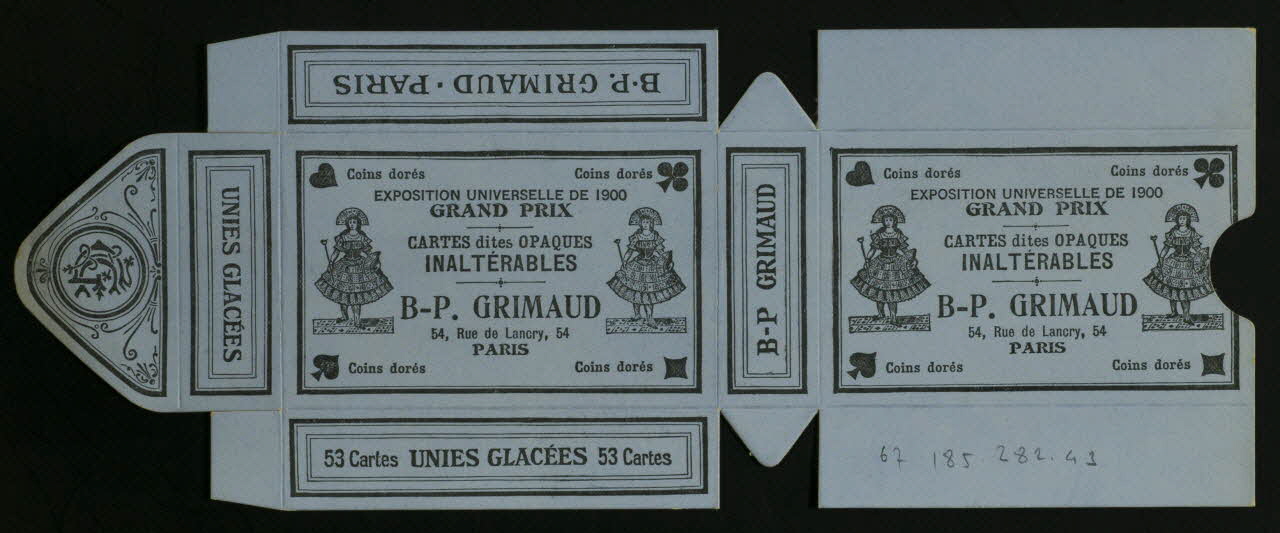 B-P. GRIMAUD · PARIS
UNIES GLACÉES
Coins dorés Coins dorés
EXPOSITION UNIVERSELLE DE 1900
GRAND PRIX
CARTES dites OPAQUES
INALTÉRABLES
B-P. GRIMAUD
54, Rue de Lancry, 54
PARIS
Coins dorés Coins dorés
B-P GRIMAUD
Coins dorés Coins dorés
EXPOSITION UNIVERSELLE DE 1900
GRAND PRIX
CARTES dites OPAQUES
INALTÉRABLES
B-P. GRIMAUD
54, Rue de Lancry, 54
PARIS
Coins dorés Coins dorés
53 Cartes UNIES GLACÉES 53 Cartes
67 185.282.43